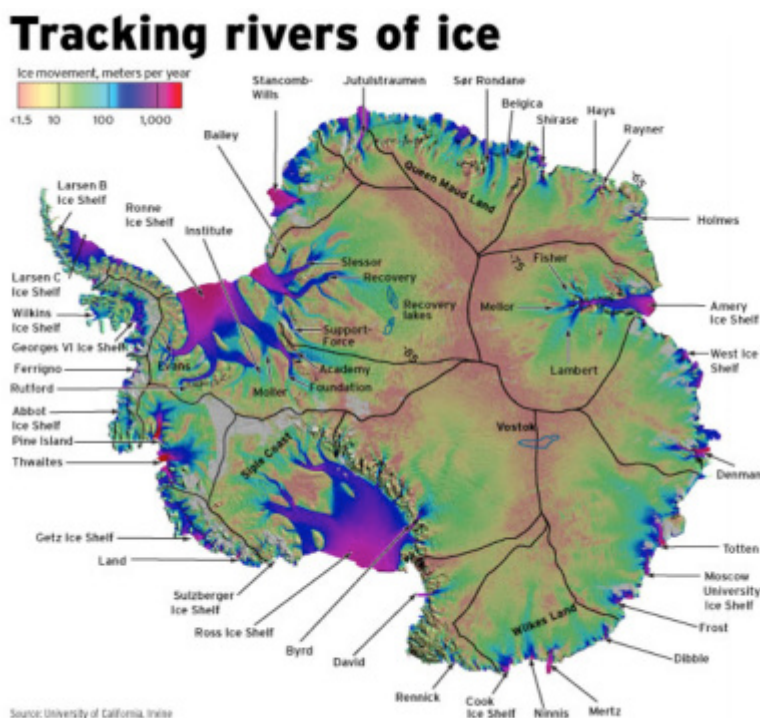 Tracking rivers of ice
Ice movement, meters per year
<1.5 10 100 1,000
Stancomb-
Wills
Jutulstraumen
Sør Rondane
Belgica
Shirase
Hays
Rayner
Bailey
Larsen B
Ice Shelf
Ronne
Ice Shelf
Institute
Queen Maud Land
Holmes
Slessor
Recovery
-75
Fisher
Larsen C
Ice Shelf
Wilkins
Ice Shelf
Recovery
lakes
Mellor
Amery
Ice Shelf
Georges VI Ice Shelf
Support-
Force
West Ice
Shelf
Ferrigno
Evans
Academy
Lambert
Rutford
Moller
Foundation
Abbot
Ice Shelf
Pine Island
Vostok
Siple Coast
Thwaites
Denman
Getz Ice Shelf
Totten
Land
Moscow
University
Ice Shelf
Sulzberger
Ice Shelf
Ross Ice Shelf
Wilkes Land
Frost
Byrd
David
Dibble
Rennick
Cook
Ice Shelf
Ninnis
Mertz
Source: University of California, Irvine